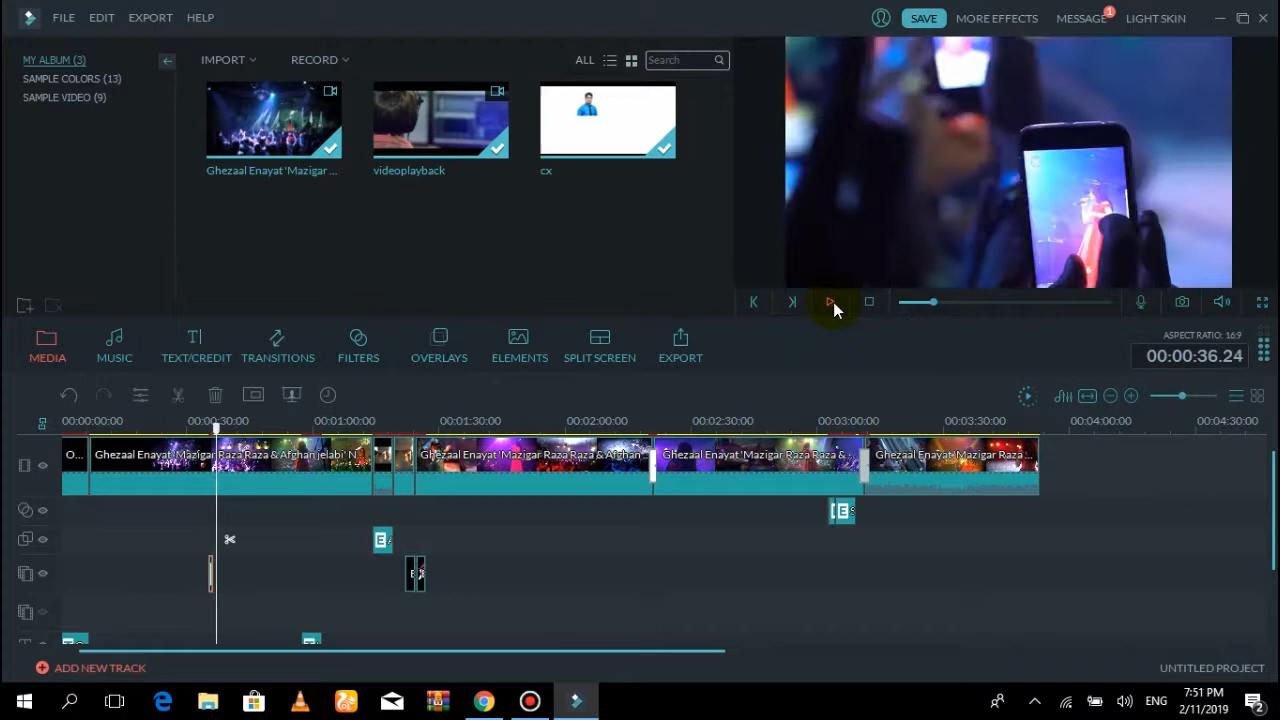 FILE EDIT EXPORT HELP
SAVE MORE EFFECTS MESSAGE 1 LIGHT SKIN
MY ALBUM (3)
SAMPLE COLORS (13)
SAMPLE VIDEO (9)
IMPORT RECORD ALL Search
Ghezaal Enayat 'Mazigar ... videoplayback cx
MEDIA MUSIC TEXT/CREDIT TRANSITIONS FILTERS OVERLAYS ELEMENTS SPLIT SCREEN EXPORT
ASPECT RATIO: 16:9
00:00:36.24
00:00:00:00 00:00:30:00 00:01:00:00 00:01:30:00 00:02:00:00 00:02:30:00 00:03:00:00 00:03:30:00 00:04:00:00 00:04:30:00
O... Ghezaal Enayat 'Mazigar Raza Raza & Afghan jelabi' N... Ghezaal Enayat 'Mazigar Raza Raza & Afghan... Ghezaal Enayat 'Mazigar Raza Raza &... Ghezaal Enayat 'Mazigar Raza ...
ADD NEW TRACK UNTITLED PROJECT
ENG 7:51 PM
2/11/2019 2